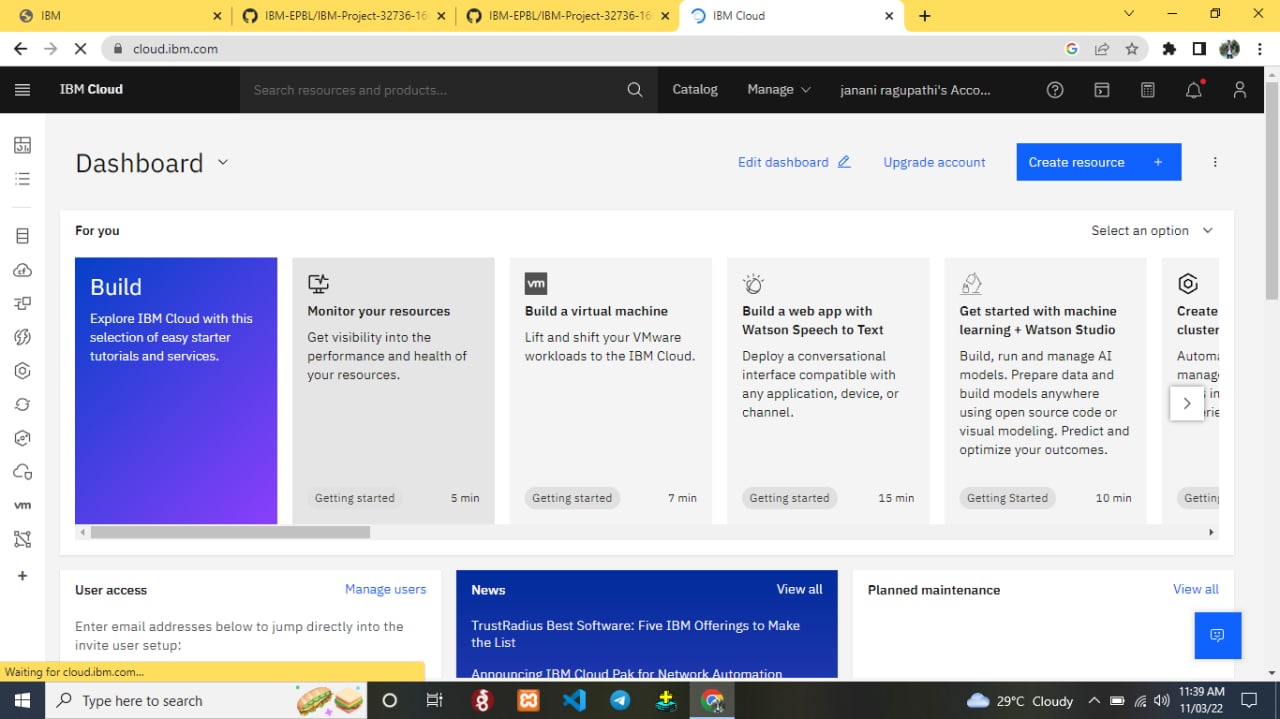 IBM
IBM-EPBL/IBM-Project-32736-16
IBM-EPBL/IBM-Project-32736-16
IBM Cloud
cloud.ibm.com
IBM Cloud
Search resources and products...
Catalog
Manage
janani ragupathi's Acco...
Dashboard
Edit dashboard
Upgrade account
Create resource +
For you
Select an option
Build
Explore IBM Cloud with this
selection of easy starter
tutorials and services.
Monitor your resources
Get visibility into the
performance and health of
your resources.
Getting started
5 min
vm
Build a virtual machine
Lift and shift your VMware
workloads to the IBM Cloud.
Getting started
7 min
Build a web app with
Watson Speech to Text
Deploy a conversational
interface compatible with
any application, device, or
channel.
Getting started
15 min
Get started with machine
learning + Watson Studio
Build, run and manage AI
models. Prepare data and
build models anywhere
using open source code or
visual modeling. Predict and
optimize your outcomes.
Getting Started
10 min
Create
cluster
vm
User access
Manage users
Enter email addresses below to jump directly into the
invite user setup:
News
View all
TrustRadius Best Software: Five IBM Offerings to Make
the List
Announcing IBM Cloud Pak for Network Automation
Planned maintenance
View all
Waiting for cloud.ibm.com...
Type here to search
29°C Cloudy
11:39 AM
11/03/22